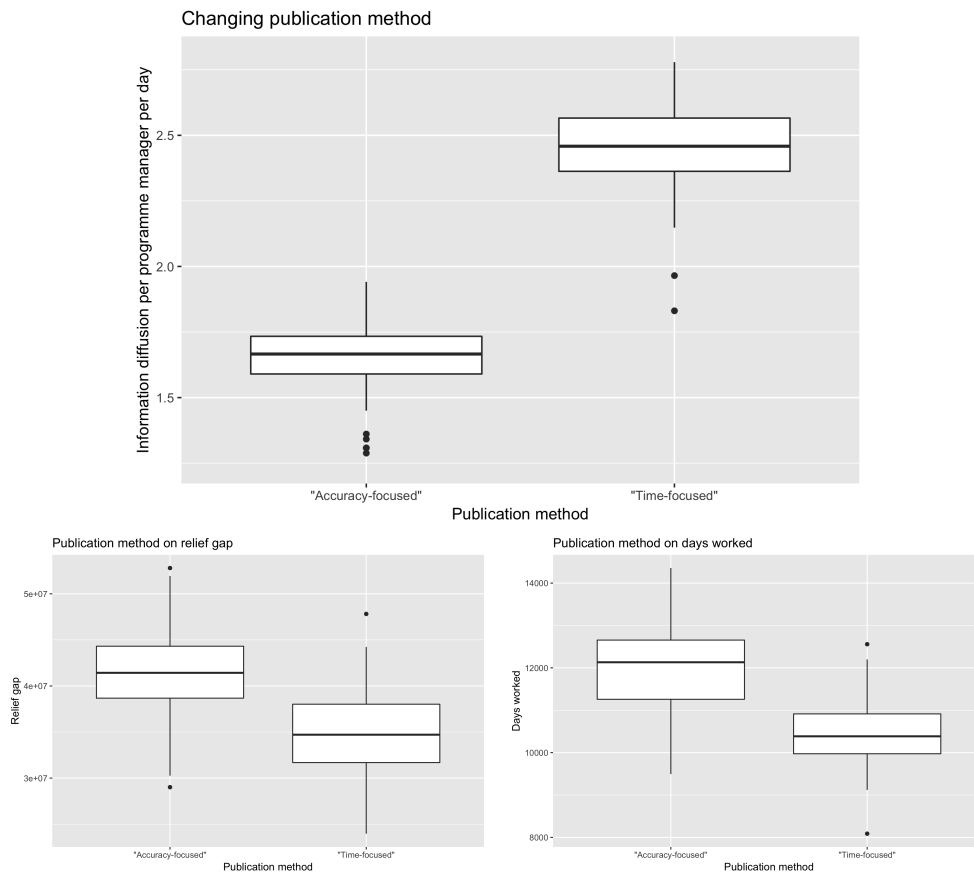 Changing publication method
Information diffusion per programme manager per day
2.5
2.0
1.5
"Accuracy-focused" "Time-focused"
Publication method
Publication method on relief gap
Relief gap
5e+07
4e+07
3e+07
"Accuracy-focused" "Time-focused"
Publication method
Publication method on days worked
Days worked
14000
12000
10000
8000
"Accuracy-focused" "Time-focused"
Publication method